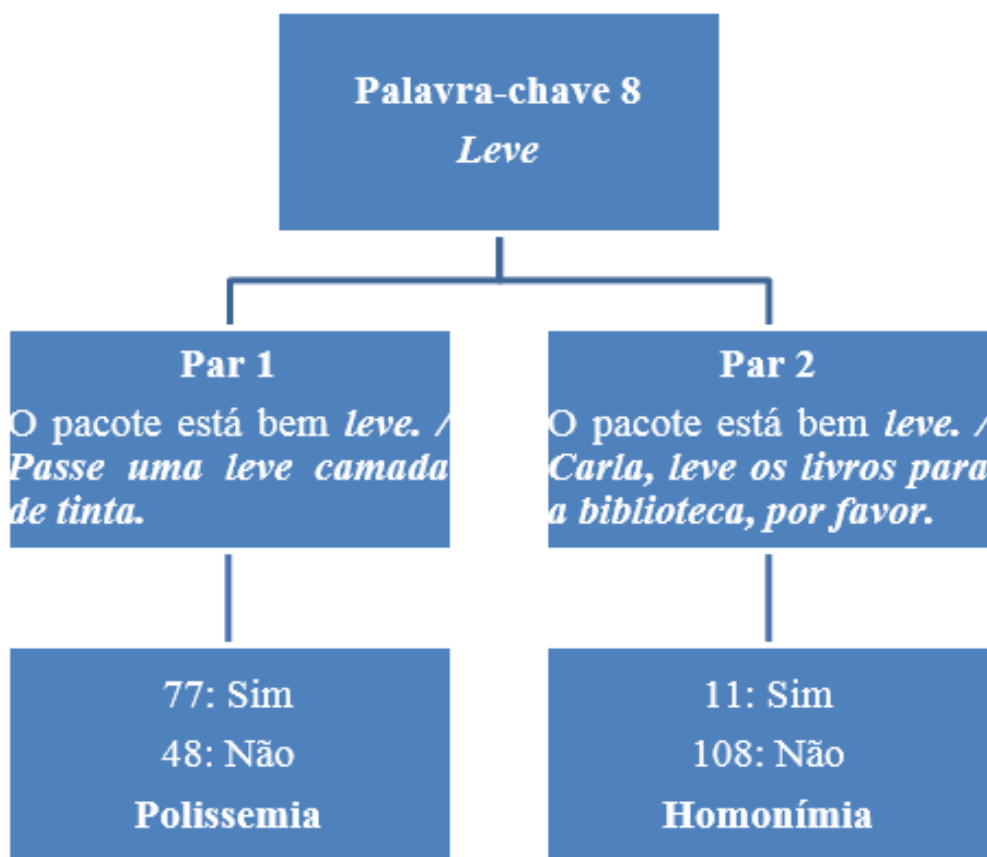 Palavra-chave 8
Leve
Par 1
O pacote está bem leve. /
Passe uma leve camada
de tinta.
Par 2
O pacote está bem leve. /
Carla, leve os livros para
a biblioteca, por favor.
77: Sim
48: Não
Polissemia
11: Sim
108: Não
Homonímia